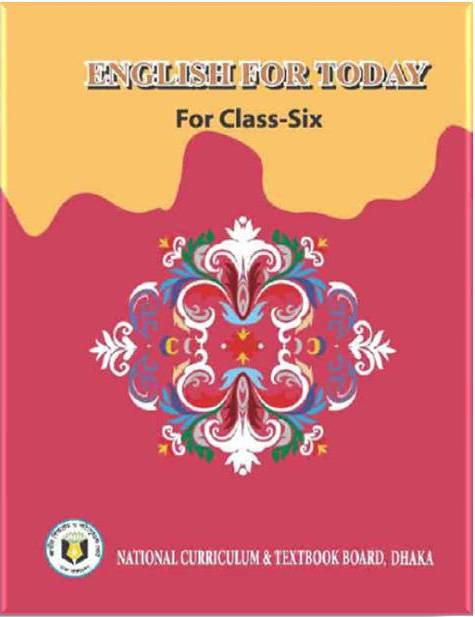 ENGLISH FOR TODAY
For Class-Six
NATIONAL CURRICULUM & TEXTBOOK BOARD, DHAKA